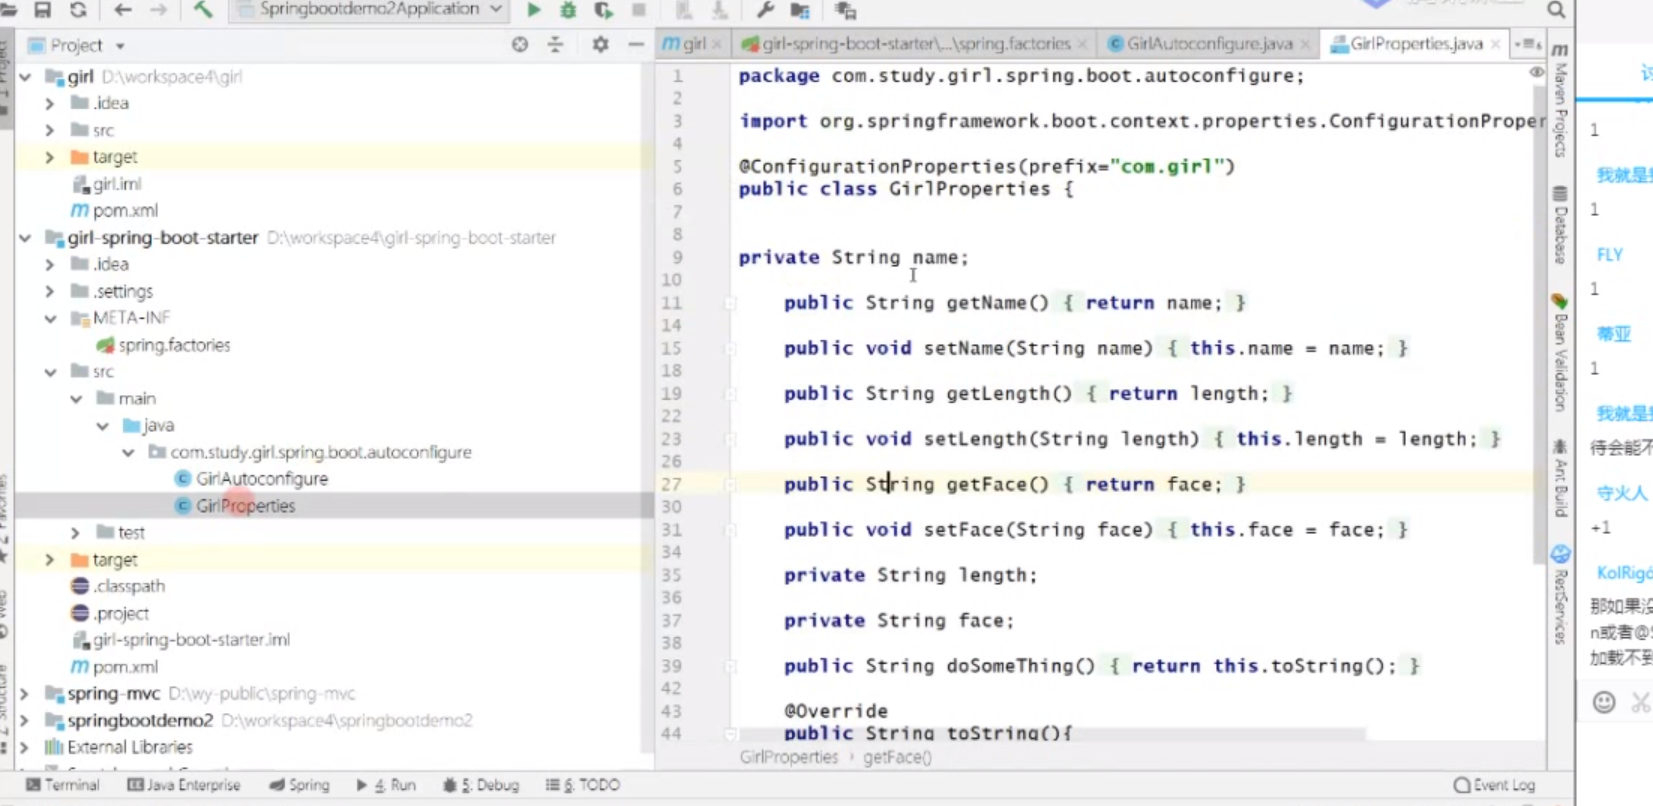 Springbootdemo2Application
Project
girl D:\workspace4\girl
.idea
src
target
girl.iml
pom.xml
girl-spring-boot-starter D:\workspace4\girl-spring-boot-starter
.idea
.settings
META-INF
spring.factories
src
main
java
com.study.girl.spring.boot.autoconfigure
GirlAutoconfigure
GirlProperties
test
target
.classpath
.project
girl-spring-boot-starter.iml
pom.xml
spring-mvc D:\wy-public\spring-mvc
springbootdemo2 D:\workspace4\springbootdemo2
External Libraries
girl
girl-spring-boot-starter\...\spring.factories
GirlAutoconfigure.java
GirlProperties.java
1 package com.study.girl.spring.boot.autoconfigure;
2
3 import org.springframework.boot.context.properties.ConfigurationProper
4
5 @ConfigurationProperties(prefix="com.girl")
6 public class GirlProperties {
7
8
9 private String name;
10
11 public String getName() { return name; }
14
15 public void setName(String name) { this.name = name; }
18
19 public String getLength() { return length; }
22
23 public void setLength(String length) { this.length = length; }
26
27 public String getFace() { return face; }
30
31 public void setFace(String face) { this.face = face; }
34
35 private String length;
36
37 private String face;
38
39 public String doSomeThing() { return this.toString(); }
42
43 @Override
44 public String toString(){
GirlProperties › getFace()
Maven Projects
Database
Bean Validation
Ant Build
RestServices
1: Project
2: Favorites
Web
Z: Structure
Terminal
Java Enterprise
Spring
4: Run
5: Debug
6: TODO
Event Log
1
我就是
1
FLY
1
蒂亚
1
我就是
待会能
守火人
+1
KolRig
那如果没
n或者@
加载不到